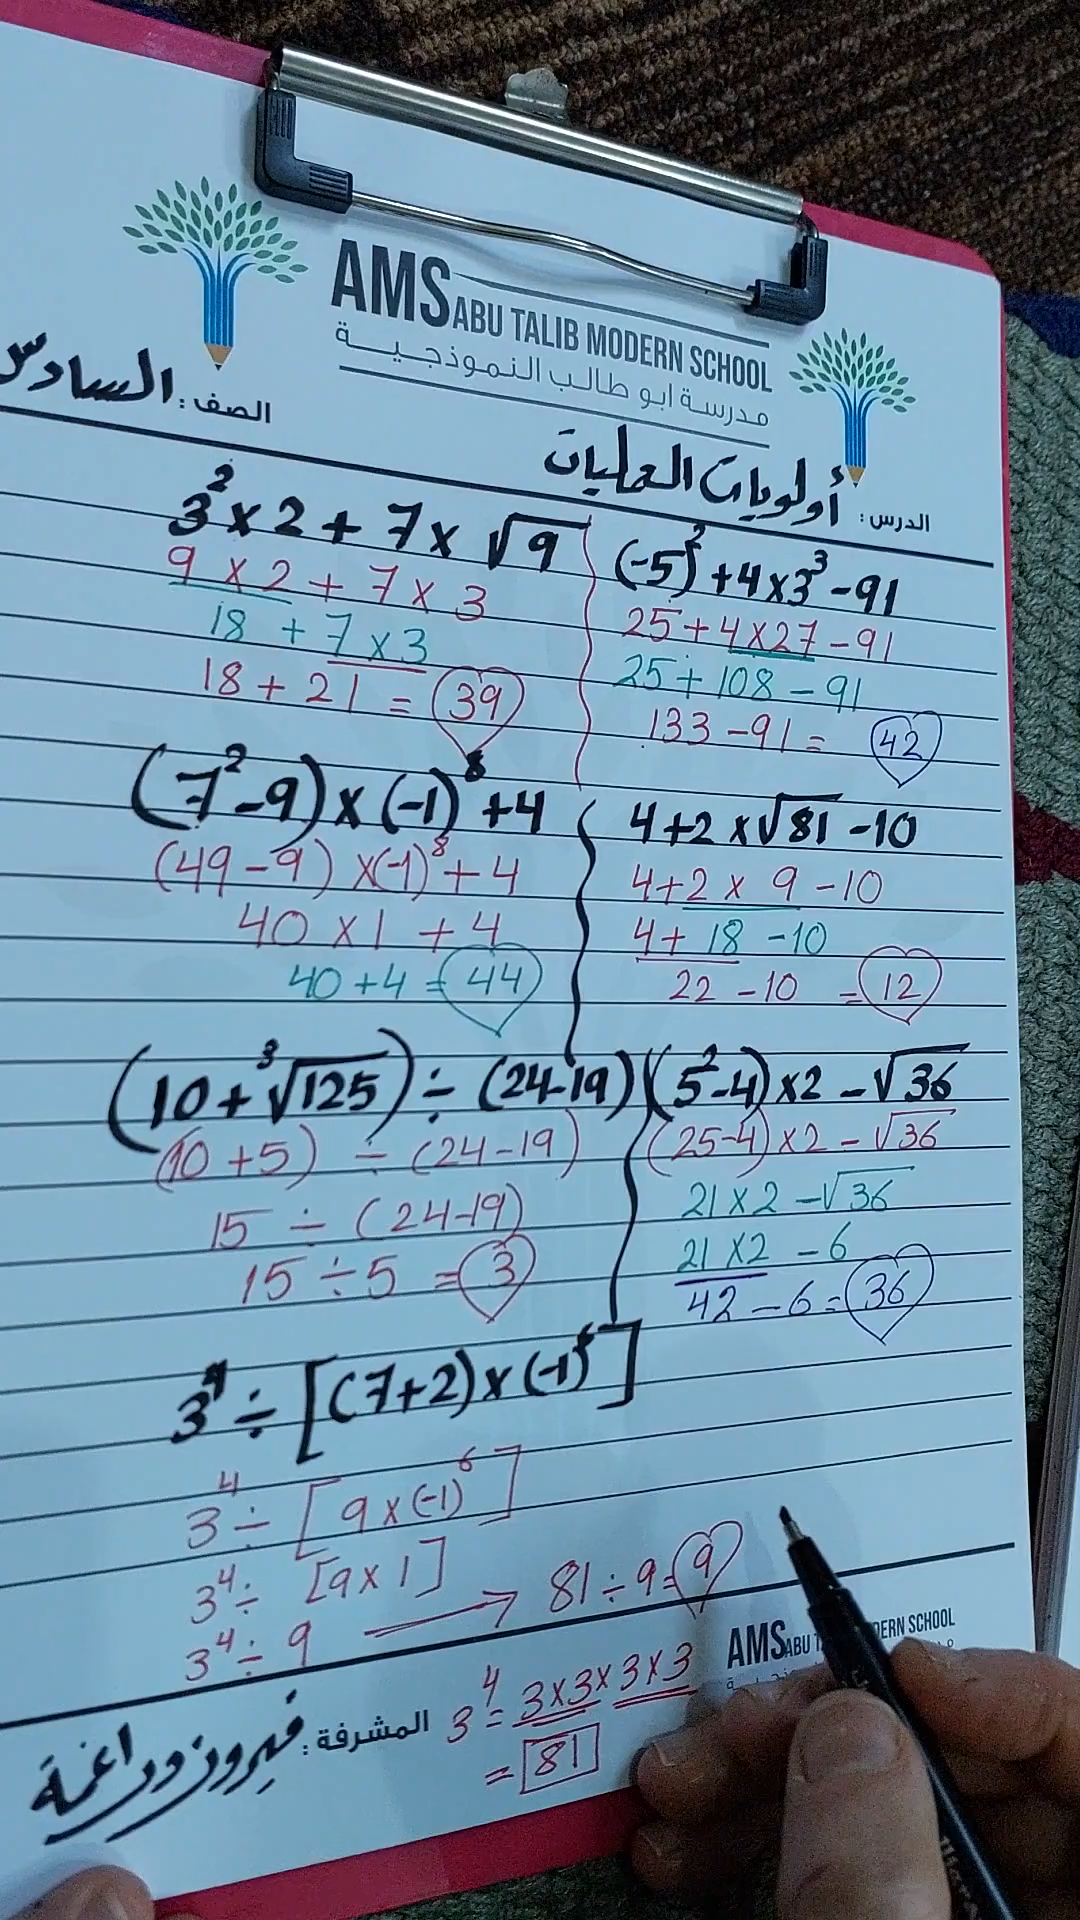 AMS ABU TALIB MODERN SCHOOL
مدرسة ابو طالب النموذجية
الصف: السادس
الدرس: أولويات العمليات
3² × 2 + 7 × √9
9 × 2 + 7 × 3
18 + 7 × 3
18 + 21 = 39
(-5)² + 4 × 3³ - 91
25 + 4 × 27 - 91
25 + 108 - 91
133 - 91 = 42
(7² - 9) × (-1)⁸ + 4
(49 - 9) × (-1)⁸ + 4
40 × 1 + 4
40 + 4 = 44
4 + 2 × √81 - 10
4 + 2 × 9 - 10
4 + 18 - 10
22 - 10 = 12
(10 + ³√125) ÷ (24 - 19)
(10 + 5) ÷ (24 - 19)
15 ÷ (24 - 19)
15 ÷ 5 = 3
(5² - 4) × 2 - √36
(25 - 4) × 2 - √36
21 × 2 - √36
21 × 2 - 6
42 - 6 = 36
3⁴ ÷ [(7 + 2) × (-1)⁶]
3⁴ ÷ [9 × (-1)⁶]
3⁴ ÷ [9 × 1]
3⁴ ÷ 9 → 81 ÷ 9 = 9
3⁴ = 3 × 3 × 3 × 3
= 81
AMS ABU
ERN SCHOOL
المشرفة: فيروز دراغمة